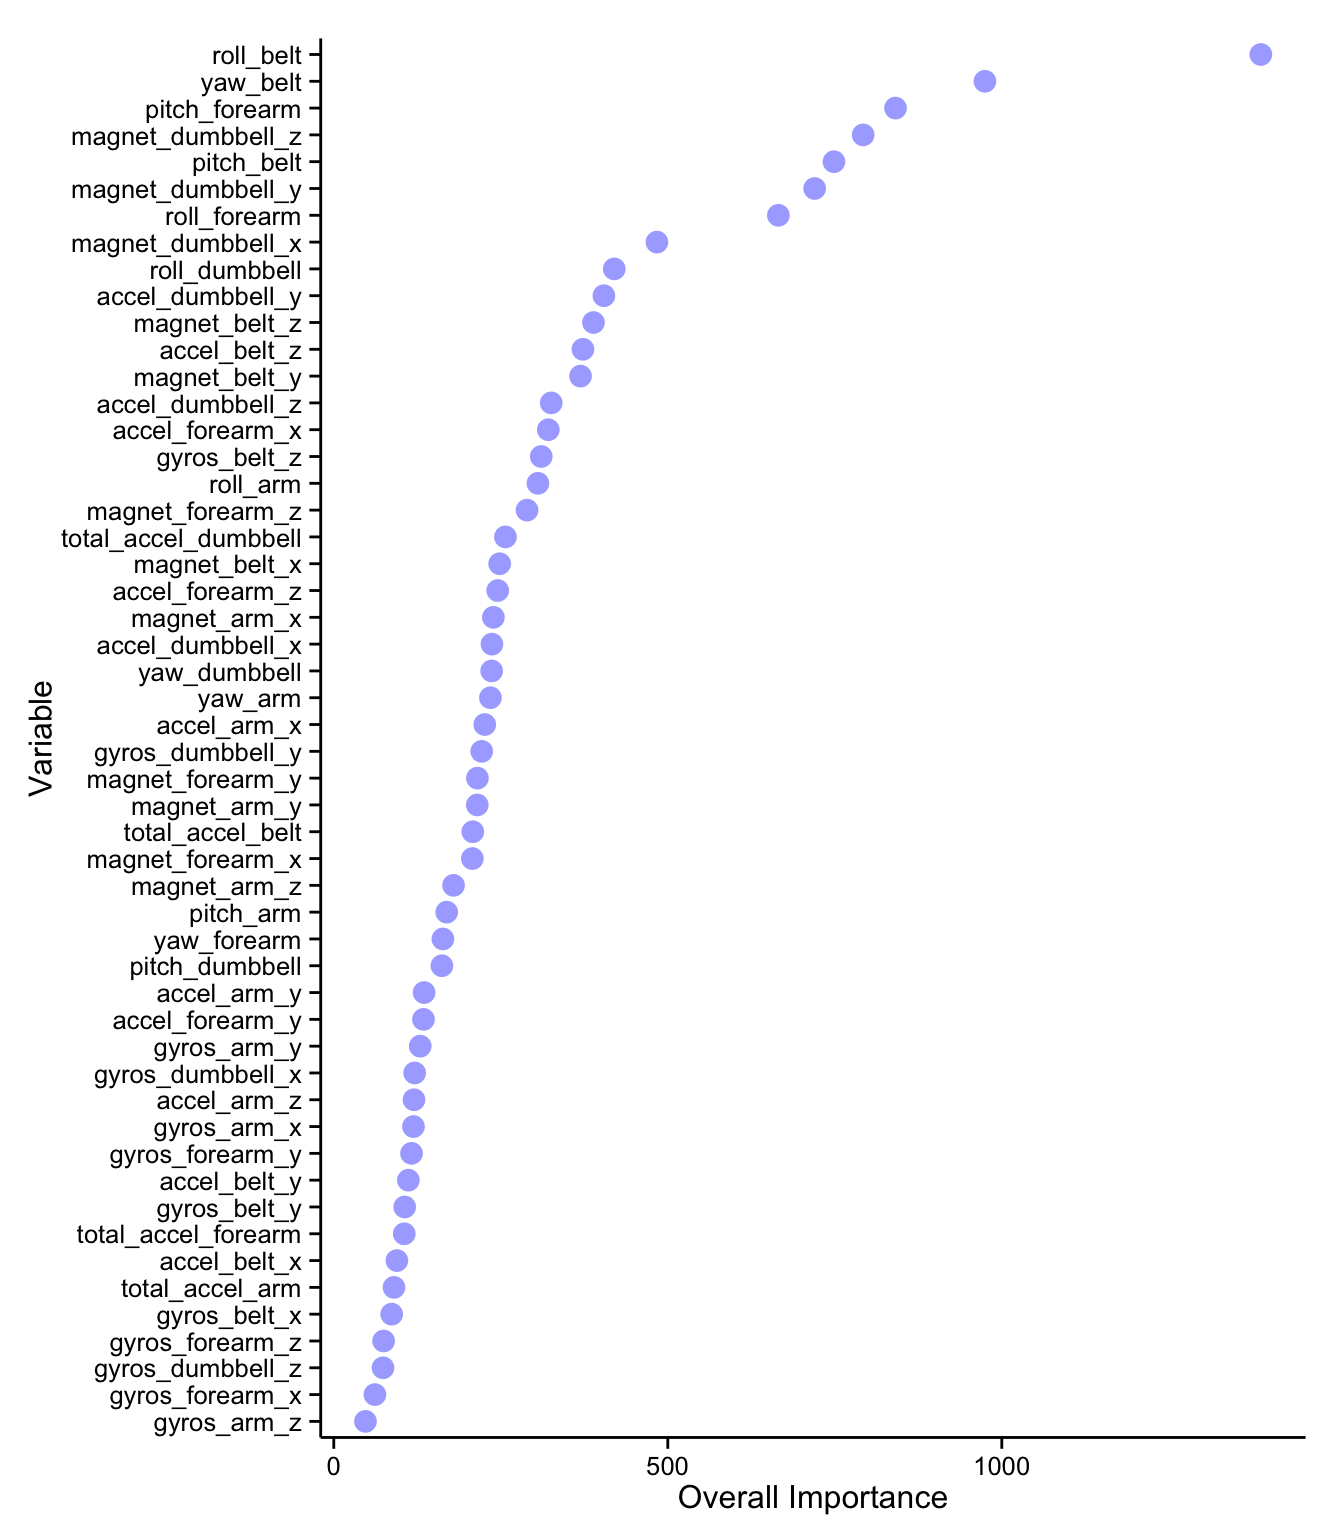 roll_belt
yaw_belt
pitch_forearm
magnet_dumbbell_z
pitch_belt
magnet_dumbbell_y
roll_forearm
magnet_dumbbell_x
roll_dumbbell
accel_dumbbell_y
magnet_belt_z
accel_belt_z
magnet_belt_y
accel_dumbbell_z
accel_forearm_x
gyros_belt_z
roll_arm
magnet_forearm_z
total_accel_dumbbell
magnet_belt_x
accel_forearm_z
magnet_arm_x
accel_dumbbell_x
yaw_dumbbell
yaw_arm
accel_arm_x
gyros_dumbbell_y
magnet_forearm_y
magnet_arm_y
total_accel_belt
magnet_forearm_x
magnet_arm_z
pitch_arm
yaw_forearm
pitch_dumbbell
accel_arm_y
accel_forearm_y
gyros_arm_y
gyros_dumbbell_x
accel_arm_z
gyros_arm_x
gyros_forearm_y
accel_belt_y
gyros_belt_y
total_accel_forearm
accel_belt_x
total_accel_arm
gyros_belt_x
gyros_forearm_z
gyros_dumbbell_z
gyros_forearm_x
gyros_arm_z
Variable
0 500 1000
Overall Importance